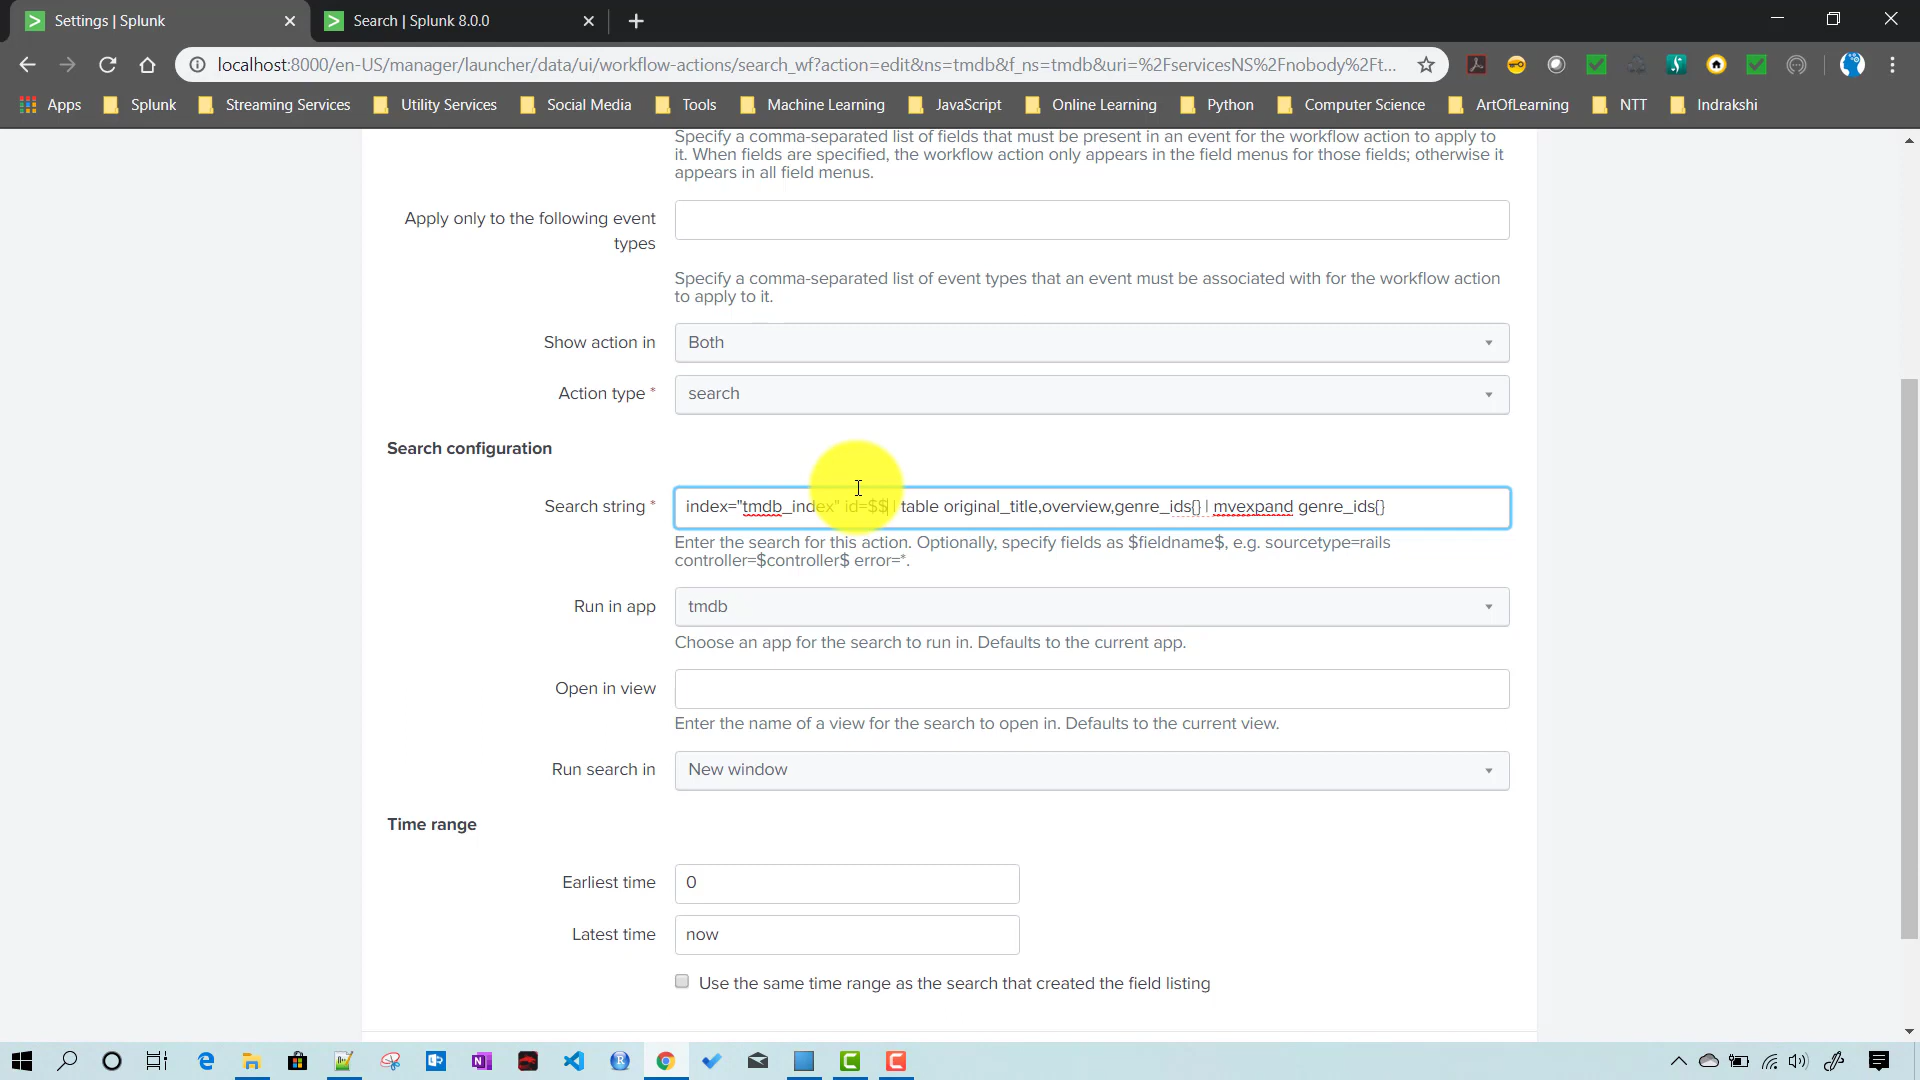 Settings | Splunk
Search | Splunk 8.0.0
localhost:8000/en-US/manager/launcher/data/ui/workflow-actions/search_wf?action=edit&ns=tmdb&f_ns=tmdb&uri=%2FservicesNS%2Fnobody%2Ft...
Apps
Splunk
Streaming Services
Utility Services
Social Media
Tools
Machine Learning
JavaScript
Online Learning
Python
Computer Science
ArtOfLearning
NTT
Indrakshi
Specify a comma-separated list of fields that must be present in an event for the workflow action to apply to
it. When fields are specified, the workflow action only appears in the field menus for those fields; otherwise it
appears in all field menus.
Apply only to the following event
types
Specify a comma-separated list of event types that an event must be associated with for the workflow action
to apply to it.
Show action in
Both
Action type *
search
Search configuration
Search string *
index="tmdb_index" id=$$ | table original_title,overview,genre_ids{} | mvexpand genre_ids{}
Enter the search for this action. Optionally, specify fields as $fieldname$, e.g. sourcetype=rails
controller=$controller$ error=*.
Run in app
tmdb
Choose an app for the search to run in. Defaults to the current app.
Open in view
Enter the name of a view for the search to open in. Defaults to the current view.
Run search in
New window
Time range
Earliest time
0
Latest time
now
Use the same time range as the search that created the field listing